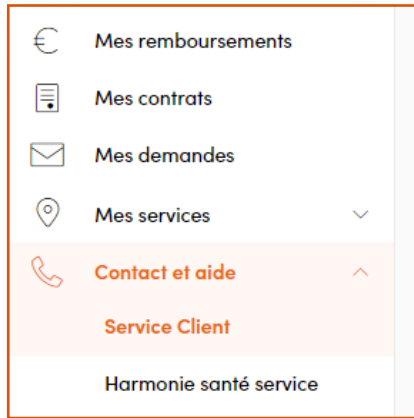 Mes remboursements
Mes contrats
Mes demandes
Mes services
Contact et aide
Service Client
Harmonie santé service